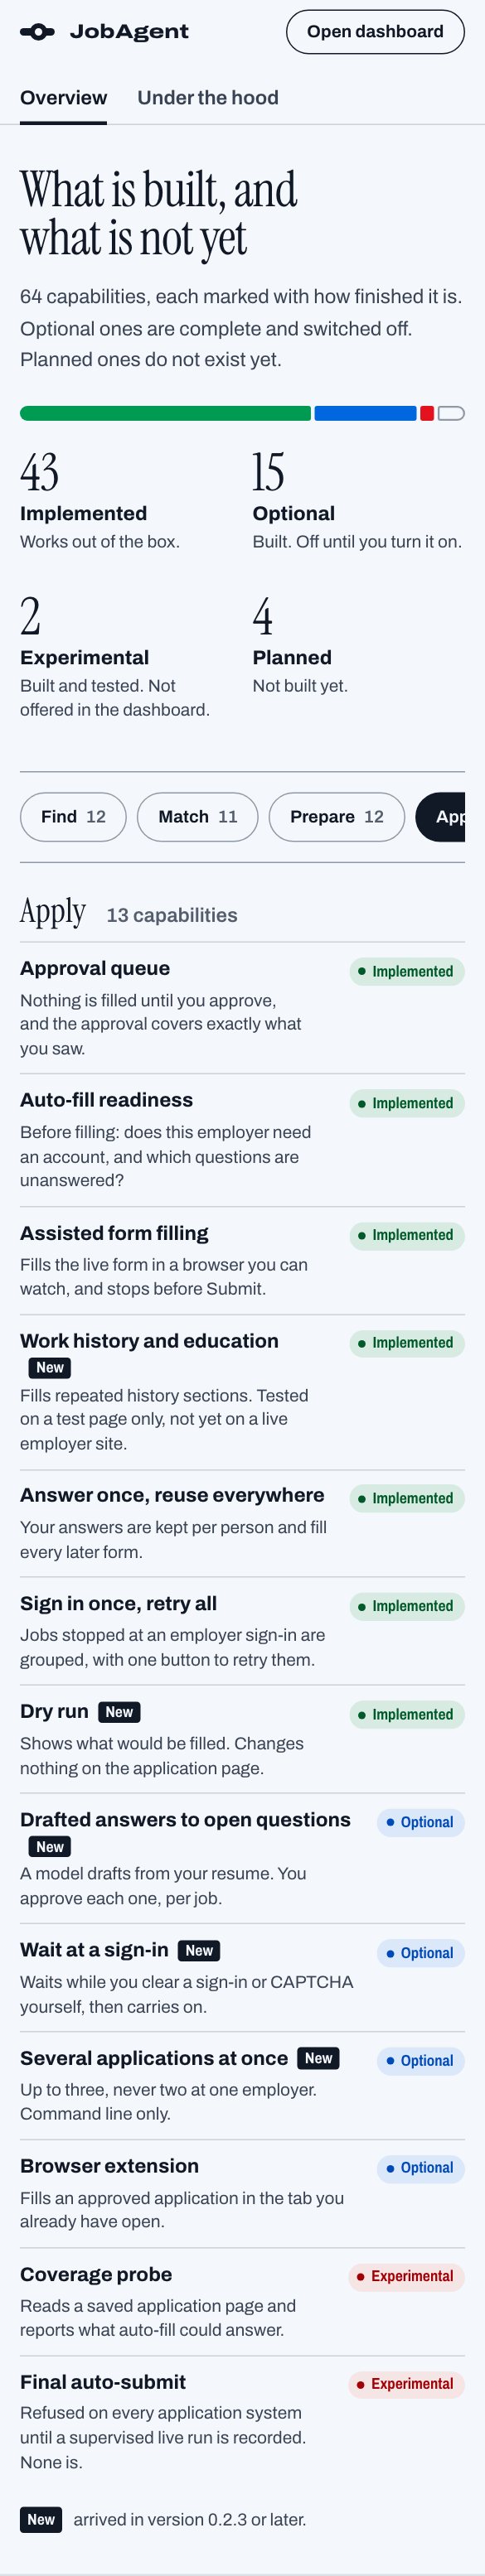 JobAgent
Open dashboard
Overview
Under the hood
What is built, and
what is not yet
64 capabilities, each marked with how finished it is.
Optional ones are complete and switched off.
Planned ones do not exist yet.
43
Implemented
Works out of the box.
15
Optional
Built. Off until you turn it on.
2
Experimental
Built and tested. Not
offered in the dashboard.
4
Planned
Not built yet.
Find 12
Match 11
Prepare 12
App
Apply 13 capabilities
Approval queue
Implemented
Nothing is filled until you approve,
and the approval covers exactly what
you saw.
Auto-fill readiness
Implemented
Before filling: does this employer need
an account, and which questions are
unanswered?
Assisted form filling
Implemented
Fills the live form in a browser you can
watch, and stops before Submit.
Work history and education
New
Implemented
Fills repeated history sections. Tested
on a test page only, not yet on a live
employer site.
Answer once, reuse everywhere
Implemented
Your answers are kept per person and fill
every later form.
Sign in once, retry all
Implemented
Jobs stopped at an employer sign-in are
grouped, with one button to retry them.
Dry run New
Implemented
Shows what would be filled. Changes
nothing on the application page.
Drafted answers to open questions
New
Optional
A model drafts from your resume. You
approve each one, per job.
Wait at a sign-in New
Optional
Waits while you clear a sign-in or CAPTCHA
yourself, then carries on.
Several applications at once New
Optional
Up to three, never two at one employer.
Command line only.
Browser extension
Optional
Fills an approved application in the tab you
already have open.
Coverage probe
Experimental
Reads a saved application page and
reports what auto-fill could answer.
Final auto-submit
Experimental
Refused on every application system
until a supervised live run is recorded.
None is.
New arrived in version 0.2.3 or later.